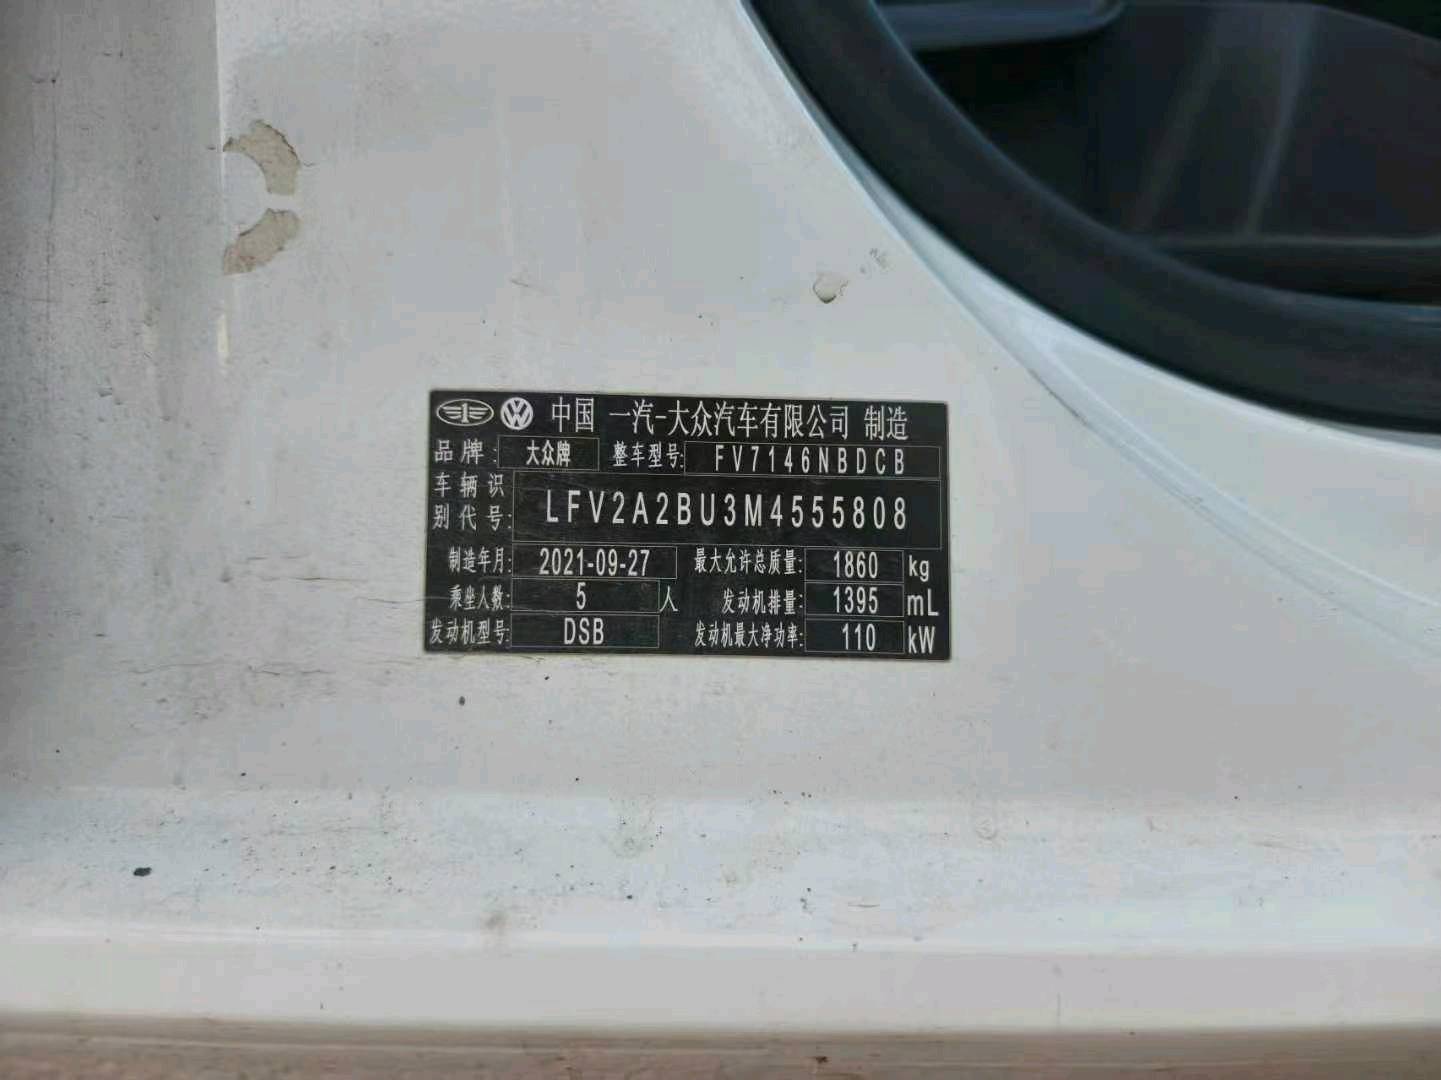 中国 一汽-大众汽车有限公司 制造
品牌: 大众牌 整车型号: FV7146NBDCB
车辆识别代号: LFV2A2BU3M4555808
制造年月: 2021-09-27 最大允许总质量: 1860 kg
乘坐人数: 5 人 发动机排量: 1395 mL
发动机型号: DSB 发动机最大净功率: 110 kW